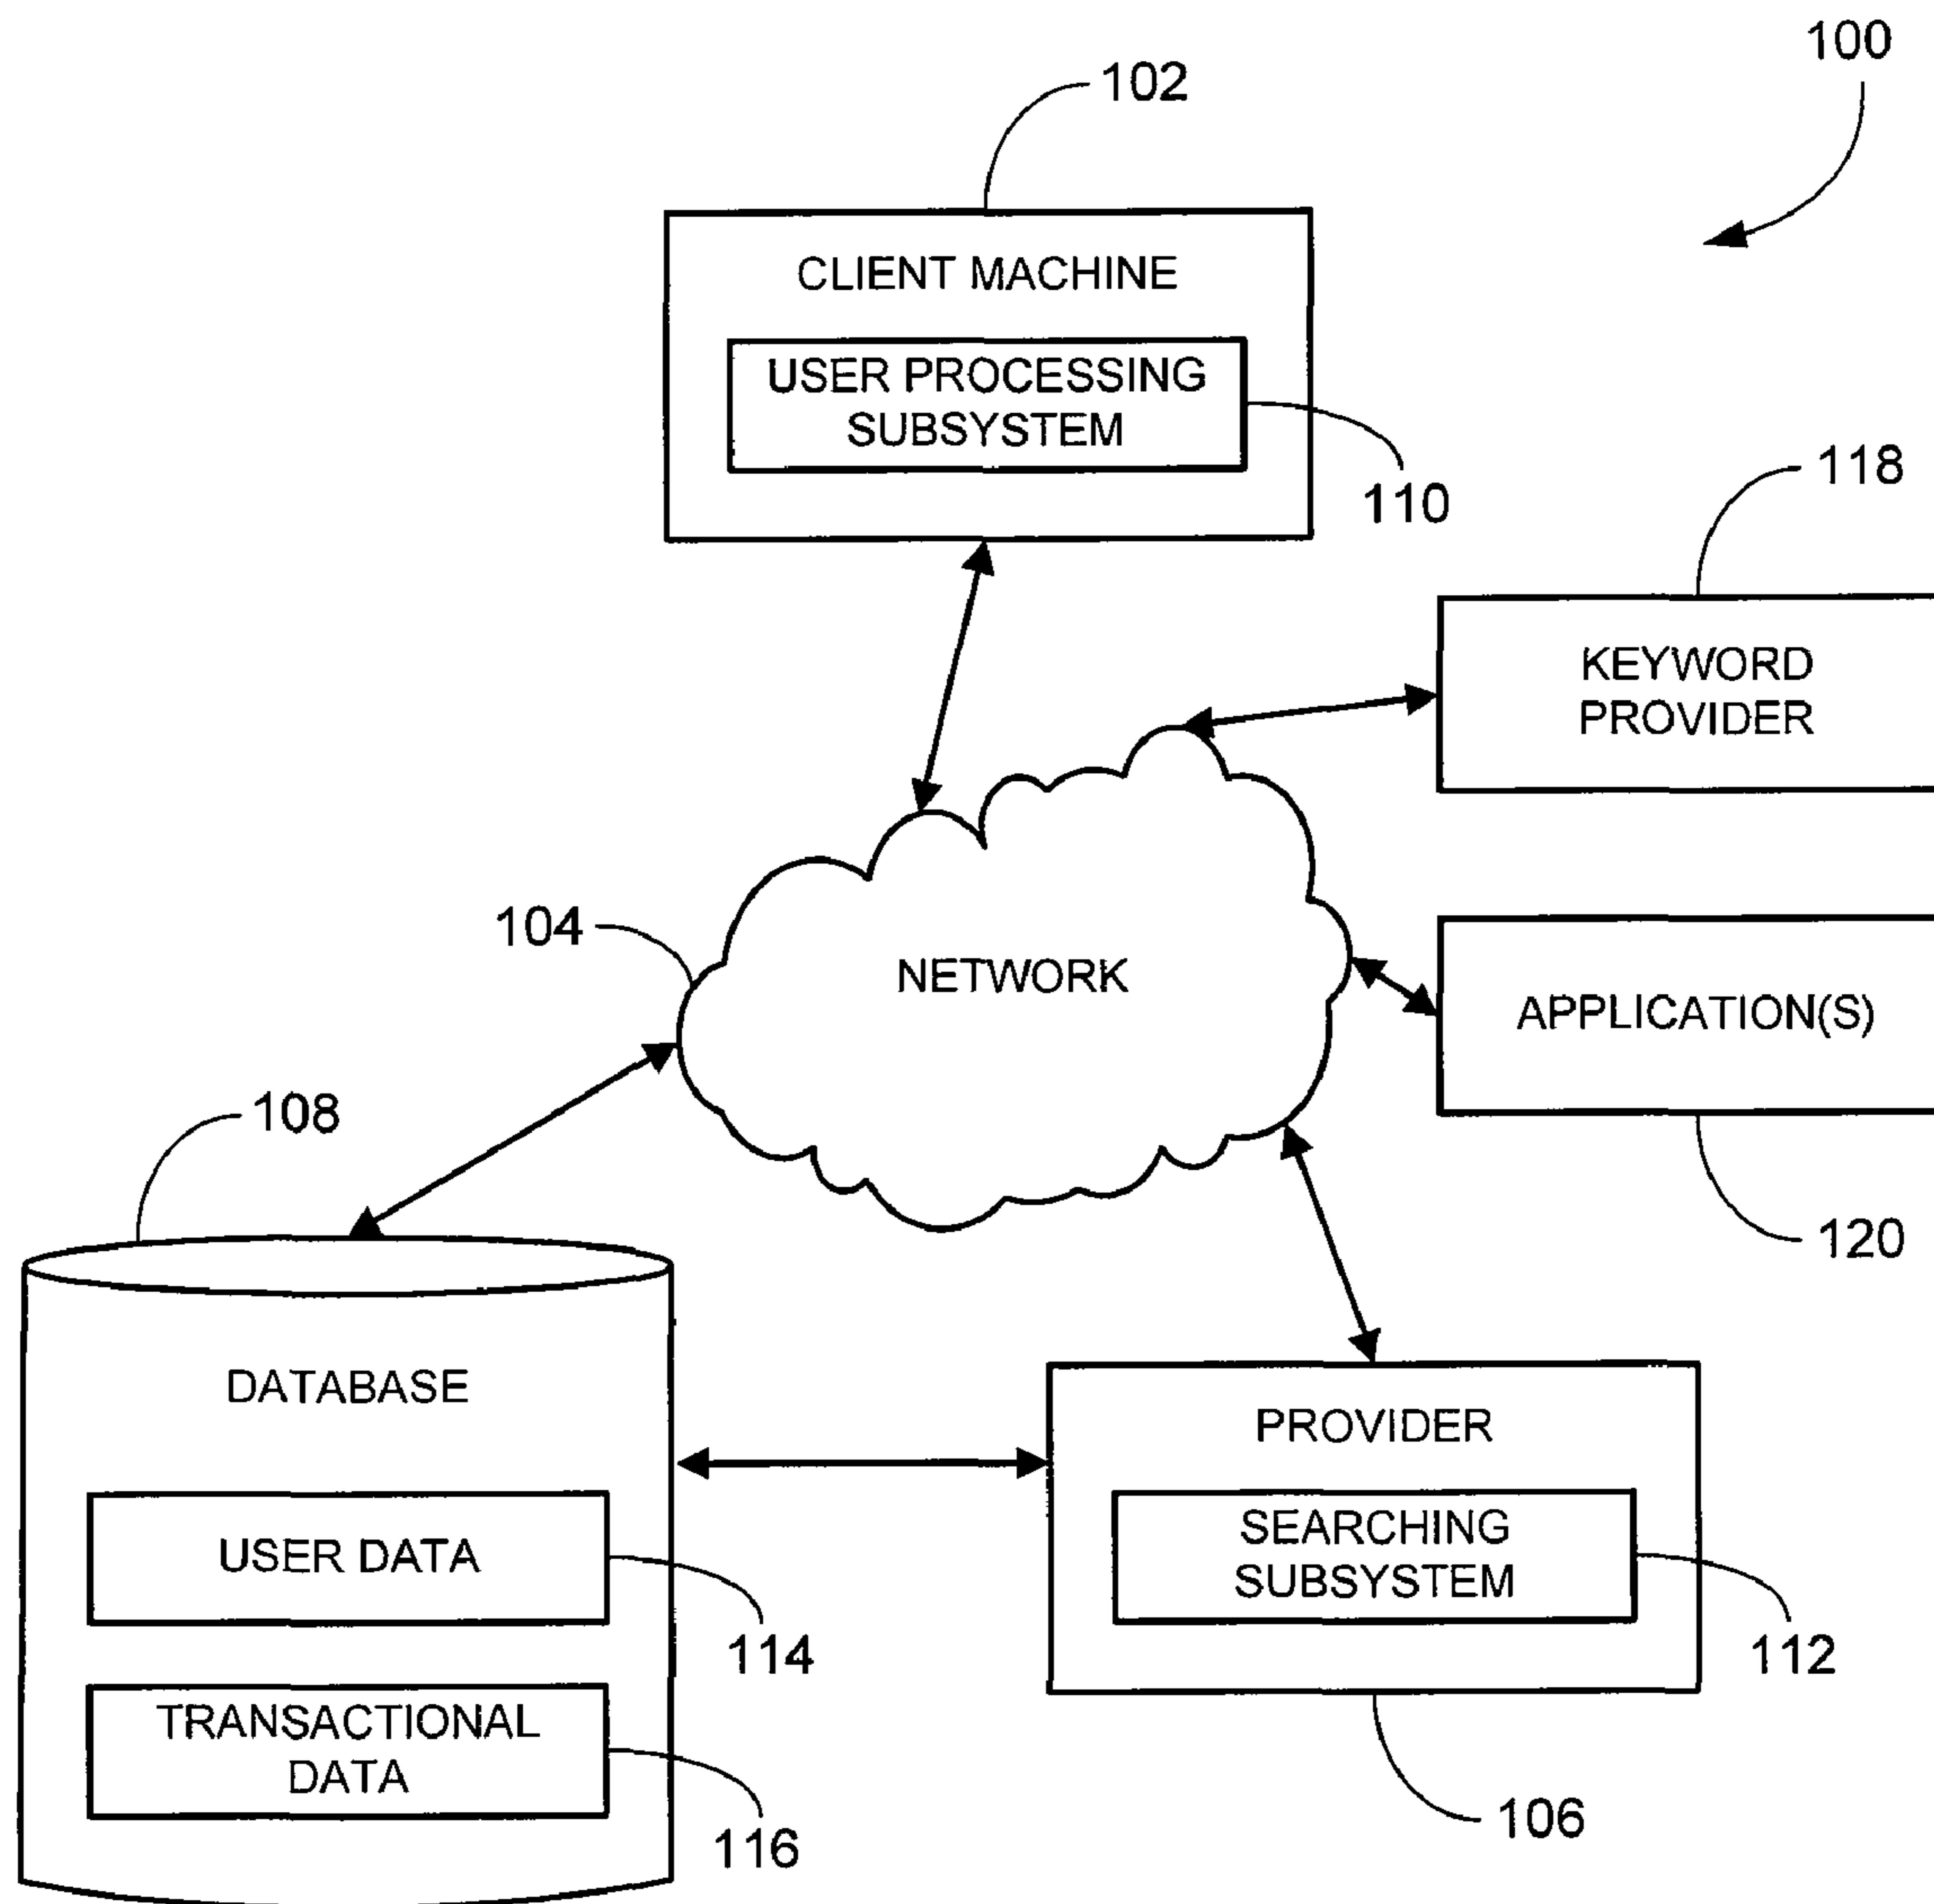 100
102
CLIENT MACHINE
USER PROCESSING
SUBSYSTEM
110
118
KEYWORD
PROVIDER
104
NETWORK
APPLICATION(S)
120
108
DATABASE
USER DATA
114
TRANSACTIONAL
DATA
116
PROVIDER
SEARCHING
SUBSYSTEM
112
106